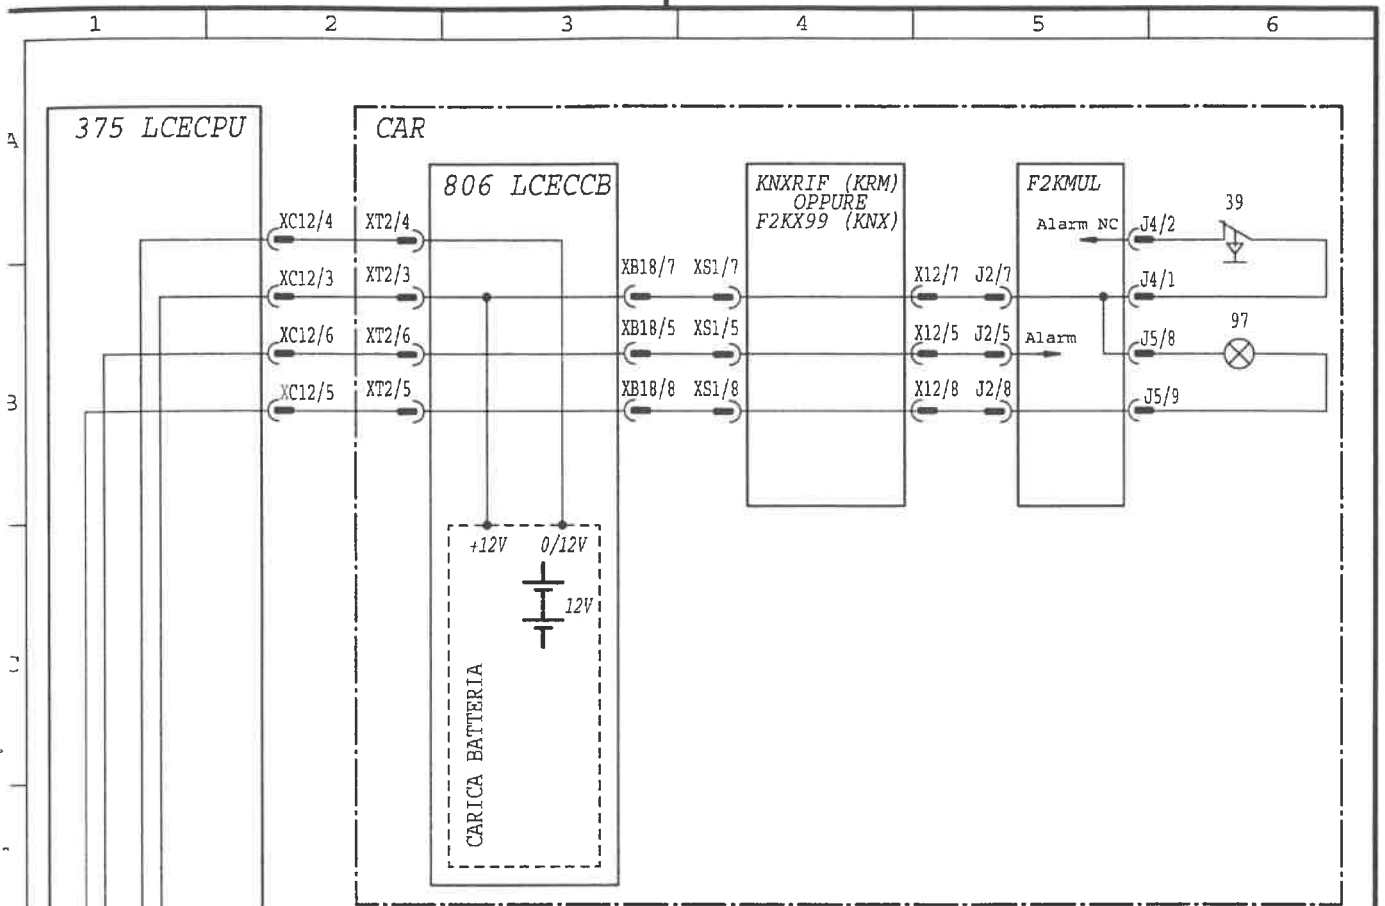 1 2 3 4 5 6
A
375 LCECPU
CAR
806 LCECCB
KNXRIF (KRM)
OPPURE
F2KX99 (KNX)
F2KMUL
39
XC12/4 XT2/4
Alarm NC
J4/2
XC12/3 XT2/3
XB18/7 XS1/7
X12/7 J2/7
J4/1
XC12/6 XT2/6
XB18/5 XS1/5
X12/5 J2/5
Alarm
J5/8
97
XC12/5 XT2/5
XB18/8 XS1/8
X12/8 J2/8
J5/9
+12V 0/12V
12V
CARICA BATTERIA